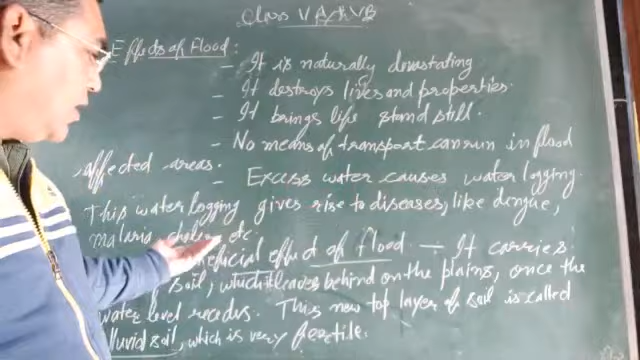 Class V A & V B
Effects of Flood :
– It is naturally devastating
– It destroys lives and properties.
– It brings life stand still.
– No means of transport can run in flood
affected areas.
– Excess water causes water logging.
This water logging gives rise to diseases, like dengue,
malaria, etc.
effect of flood – It carries
soil, which it leaves behind on the plains, once the
water level recedus. This new top layer of soil is called
lluvid soil, which is very fertile.